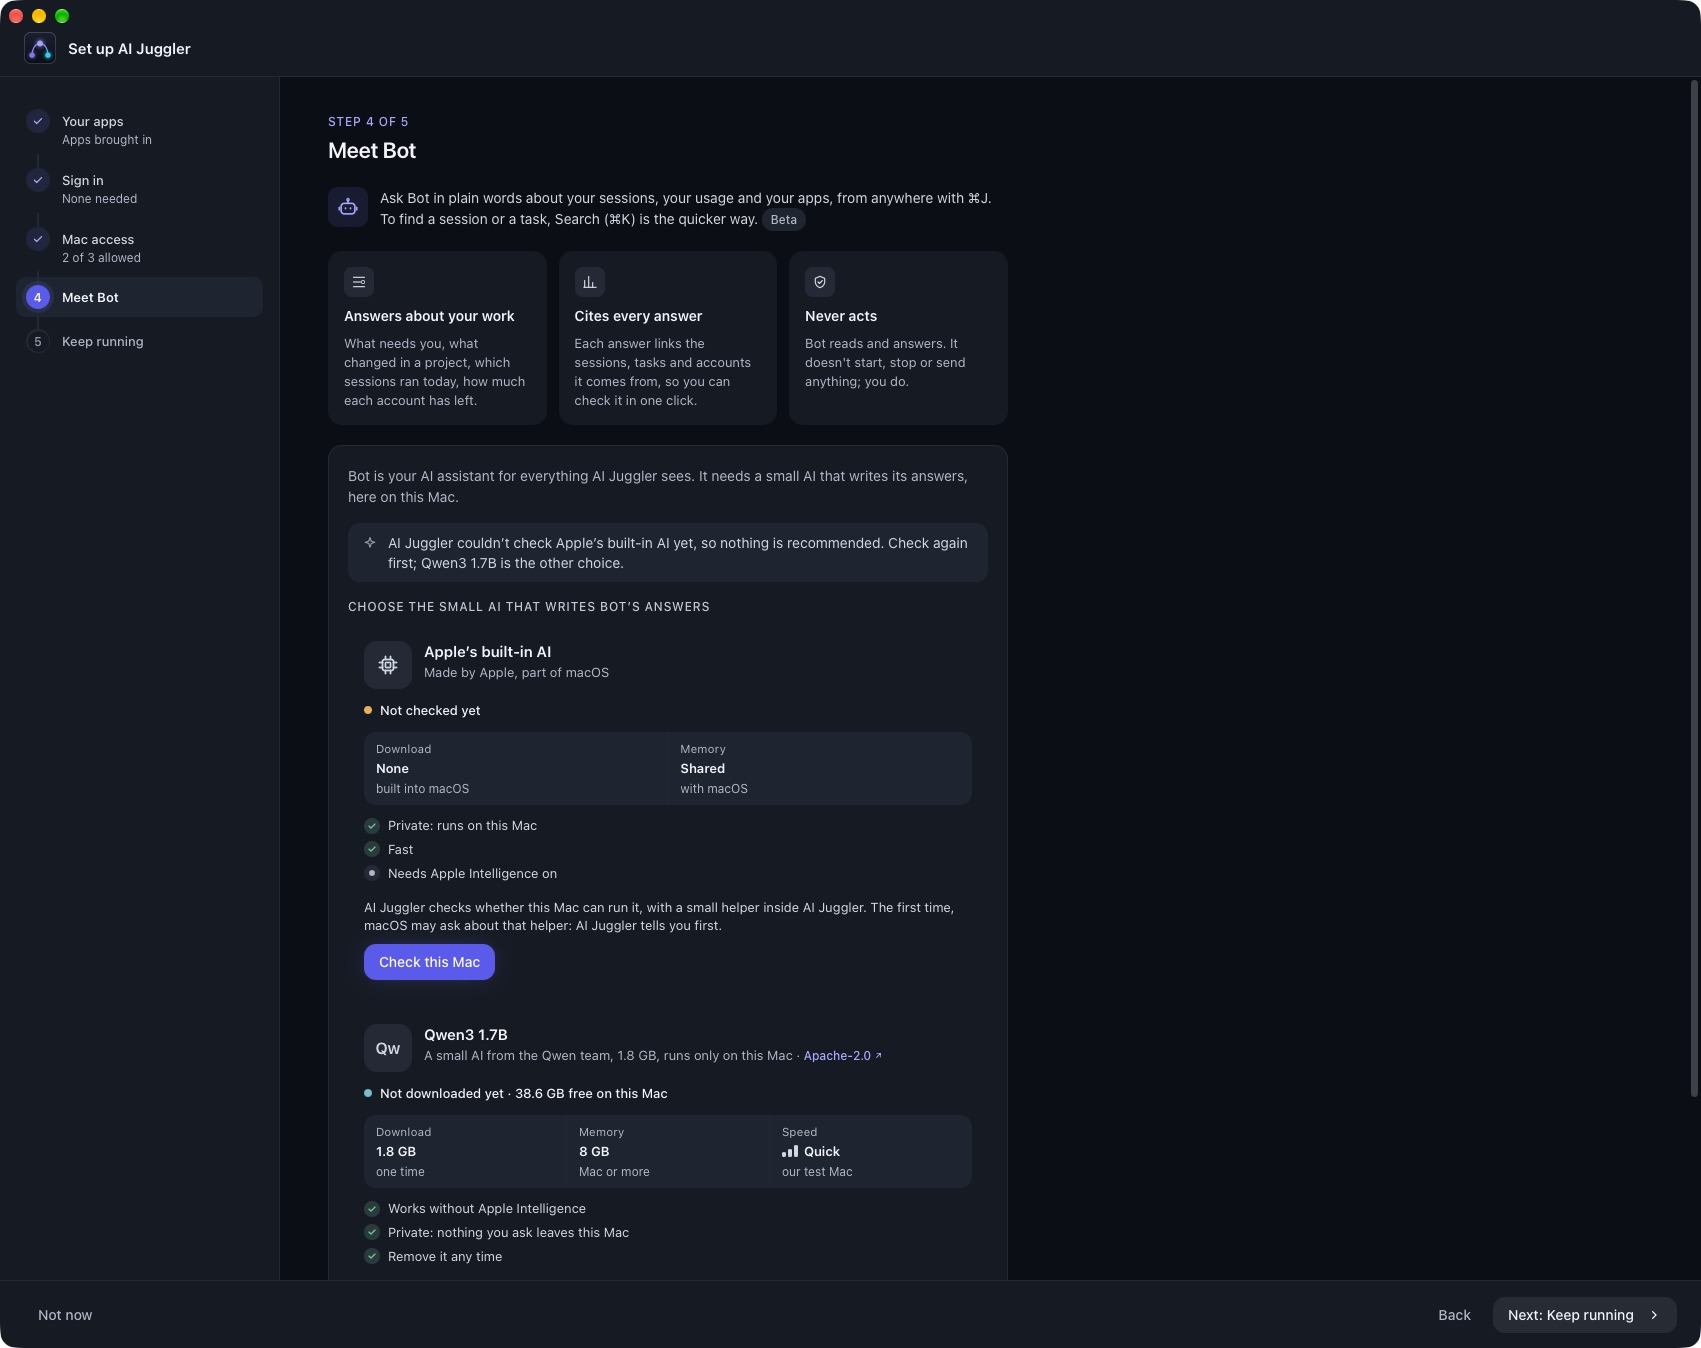 Set up AI Juggler
Your apps
Apps brought in
Sign in
None needed
Mac access
2 of 3 allowed
4
Meet Bot
5
Keep running
STEP 4 OF 5
Meet Bot
Ask Bot in plain words about your sessions, your usage and your apps, from anywhere with ⌘J.
To find a session or a task, Search (⌘K) is the quicker way. Beta
Answers about your work
What needs you, what
changed in a project, which
sessions ran today, how much
each account has left.
Cites every answer
Each answer links the
sessions, tasks and accounts
it comes from, so you can
check it in one click.
Never acts
Bot reads and answers. It
doesn't start, stop or send
anything; you do.
Bot is your AI assistant for everything AI Juggler sees. It needs a small AI that writes its answers,
here on this Mac.
AI Juggler couldn’t check Apple’s built-in AI yet, so nothing is recommended. Check again
first; Qwen3 1.7B is the other choice.
CHOOSE THE SMALL AI THAT WRITES BOT’S ANSWERS
Apple’s built-in AI
Made by Apple, part of macOS
Not checked yet
Download
None
built into macOS
Memory
Shared
with macOS
Private: runs on this Mac
Fast
Needs Apple Intelligence on
AI Juggler checks whether this Mac can run it, with a small helper inside AI Juggler. The first time,
macOS may ask about that helper: AI Juggler tells you first.
Check this Mac
Qw
Qwen3 1.7B
A small AI from the Qwen team, 1.8 GB, runs only on this Mac · Apache-2.0 ↗
Not downloaded yet · 38.6 GB free on this Mac
Download
1.8 GB
one time
Memory
8 GB
Mac or more
Speed
Quick
our test Mac
Works without Apple Intelligence
Private: nothing you ask leaves this Mac
Remove it any time
Not now
Back
Next: Keep running